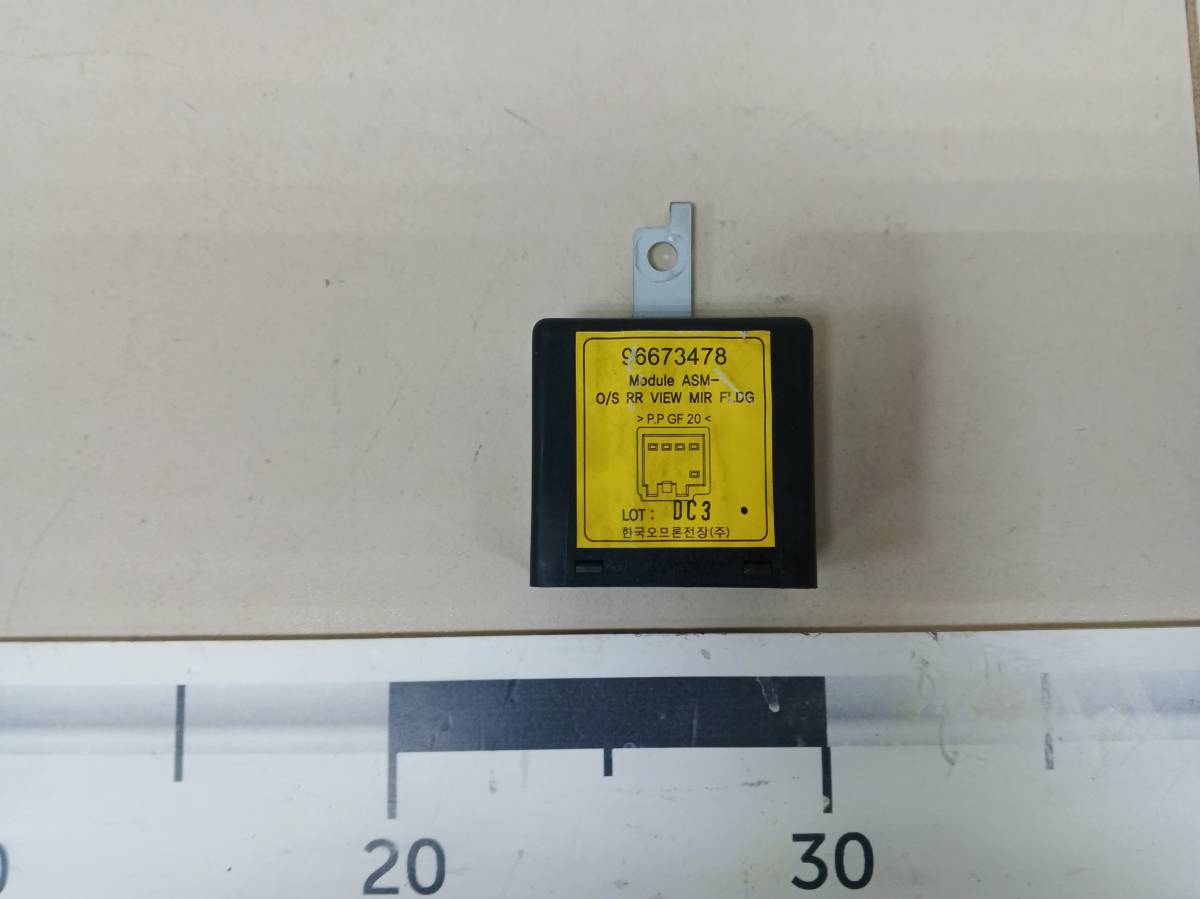 96673478
Module ASM-
O/S RR VIEW MIR FLDG
> P.P GF 20 <
LOT : DC3 •
한국오므론전장(주)
20
30